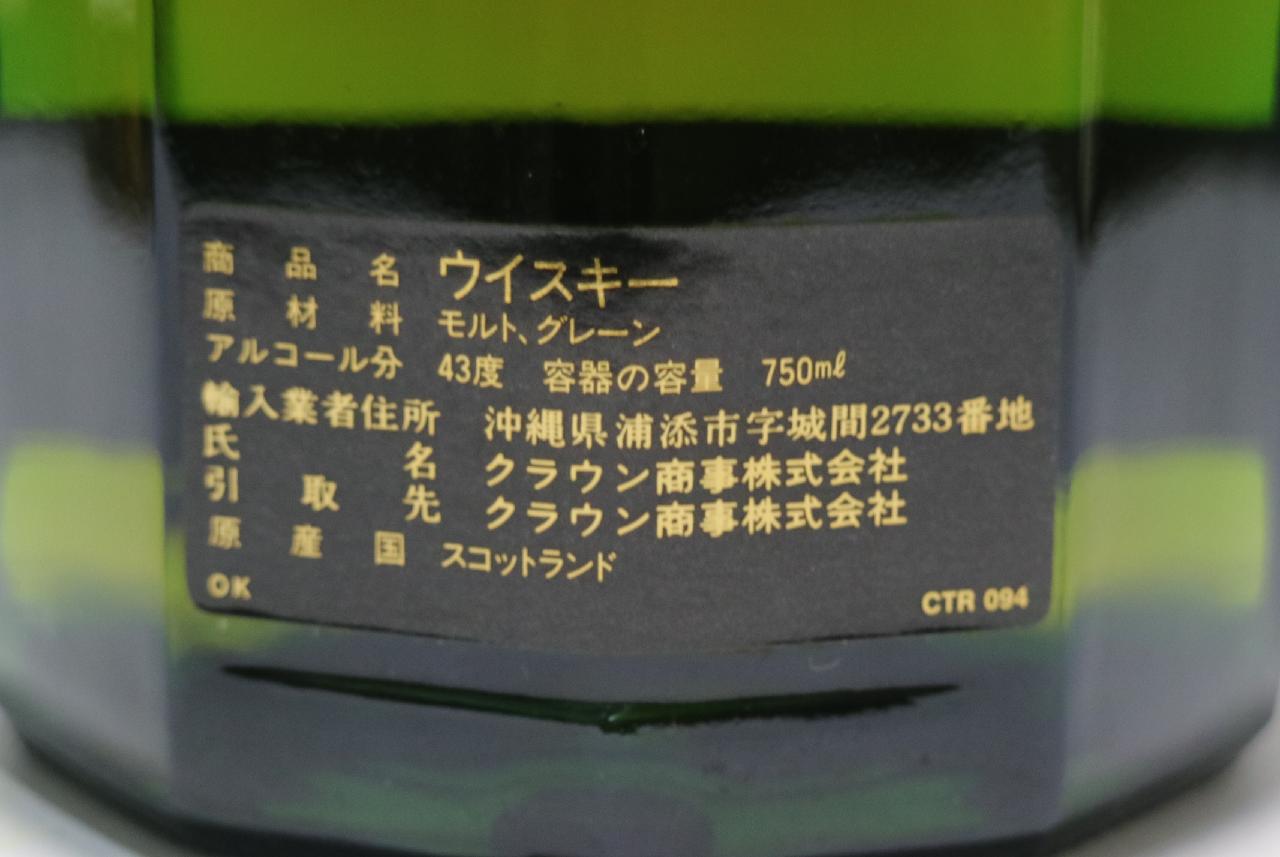 商品名 ウイスキー
原材料 モルト、グレーン
アルコール分 43度 容器の容量 750mℓ
輸入業者住所 沖縄県浦添市字城間2733番地
氏名 クラウン商事株式会社
引取先 クラウン商事株式会社
原産国 スコットランド
OK CTR 094